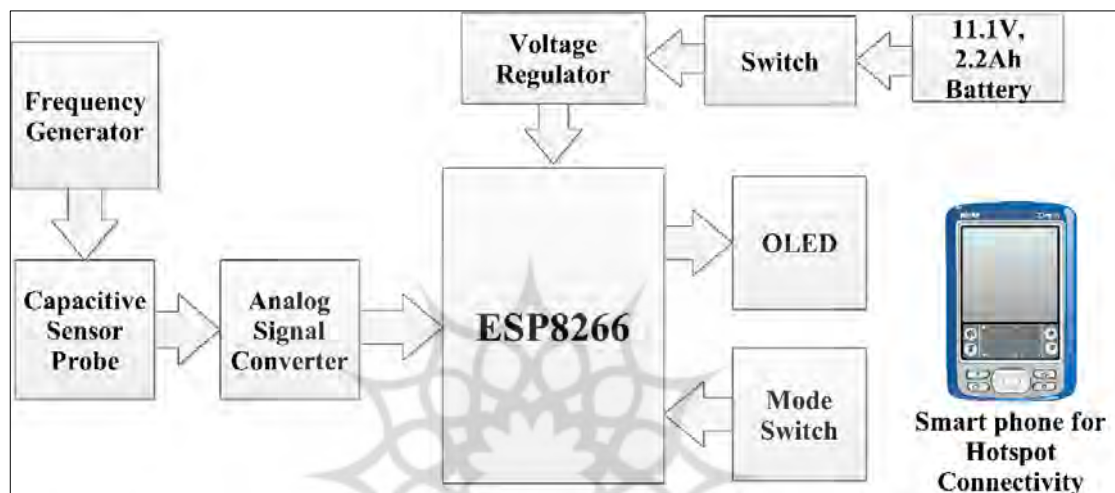 Frequency
Generator
Voltage
Regulator
Switch
11.1V,
2.2Ah
Battery
Capacitive
Sensor
Probe
Analog
Signal
Converter
ESP8266
OLED
Mode
Switch
Smart phone for
Hotspot
Connectivity